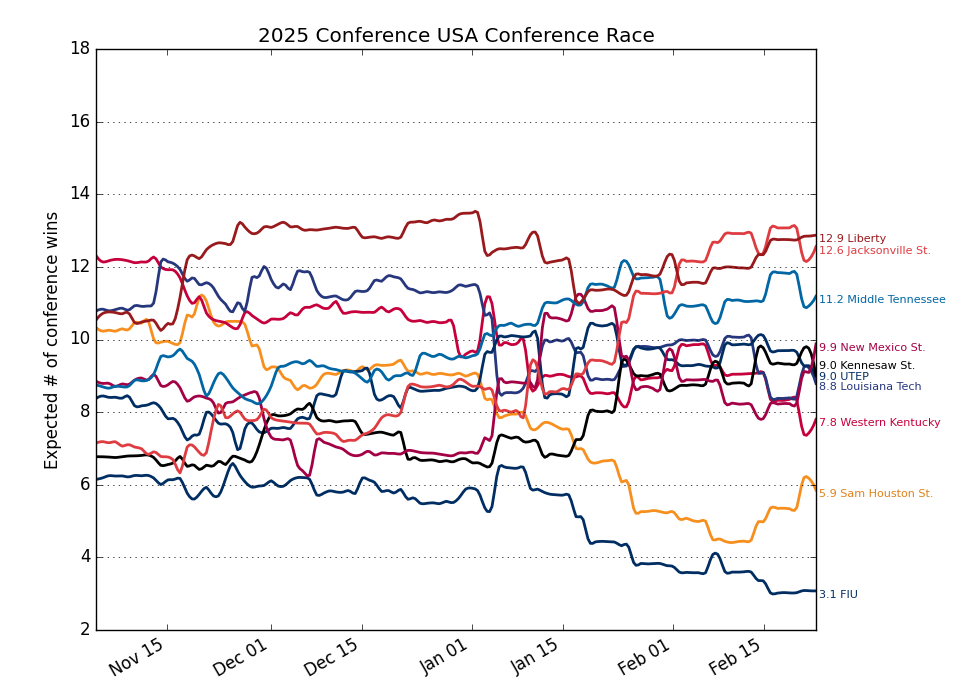 2025 Conference USA Conference Race
Expected # of conference wins
18
16
14
12
10
8
6
4
2
12.9 Liberty
12.6 Jacksonville St.
11.2 Middle Tennessee
9.9 New Mexico St.
9.0 Kennesaw St.
9.0 UTEP
8.8 Louisiana Tech
7.8 Western Kentucky
5.9 Sam Houston St.
3.1 FIU
Nov 15
Dec 01
Dec 15
Jan 01
Jan 15
Feb 01
Feb 15